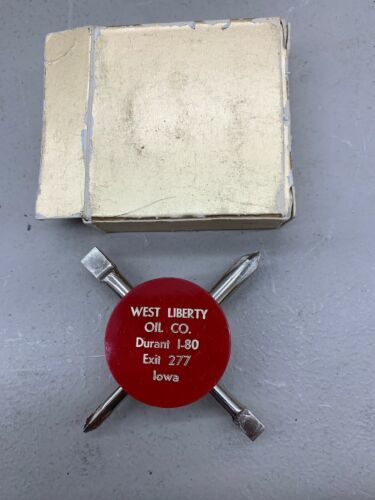 WEST LIBERTY
OIL CO.
Durant I-80
Exit 277
Iowa